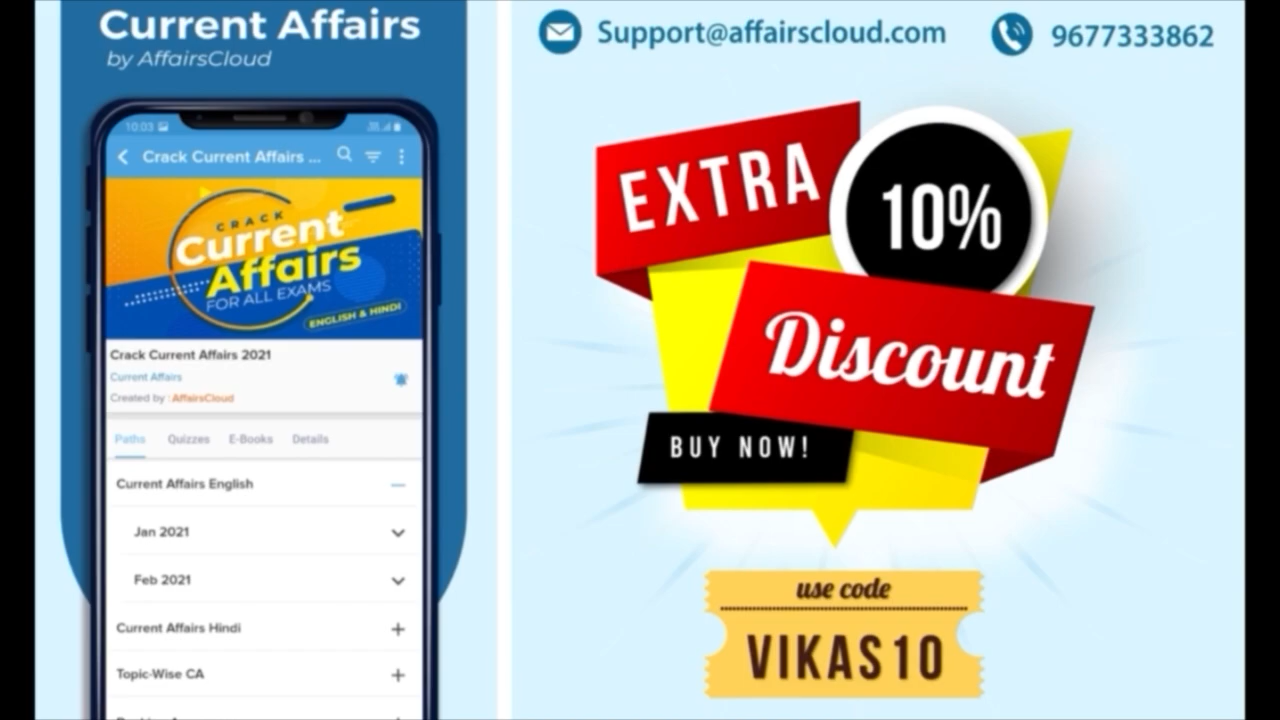 Current Affairs
by AffairsCloud
10:03
Crack Current Affairs ...
CRACK
Current
Affairs
FOR ALL EXAMS
ENGLISH & HINDI
Crack Current Affairs 2021
Current Affairs
Created by : AffairsCloud
Paths Quizzes E-Books Details
Current Affairs English
Jan 2021
Feb 2021
Current Affairs Hindi
Topic-Wise CA
Support@affairscloud.com
9677333862
EXTRA
10%
Discount
BUY NOW!
use code
VIKAS10